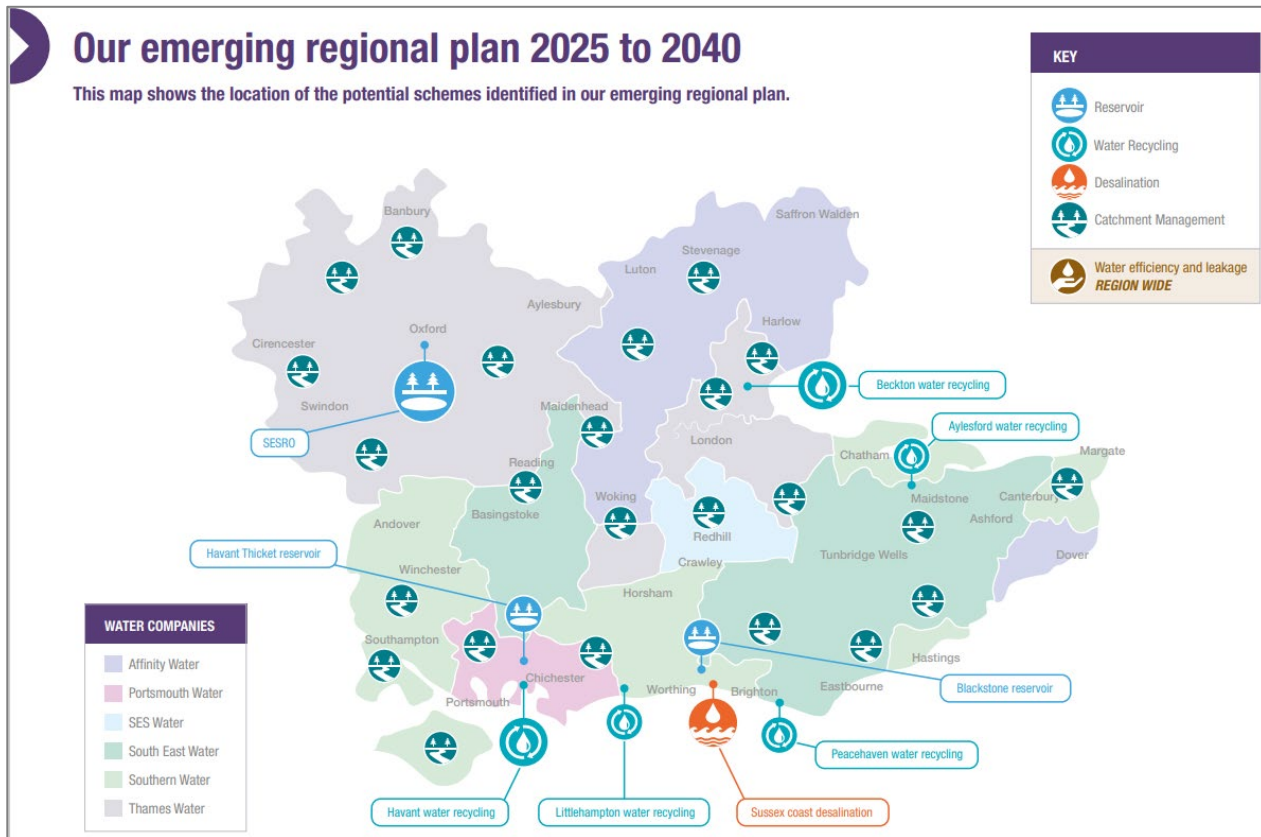 Our emerging regional plan 2025 to 2040
This map shows the location of the potential schemes identified in our emerging regional plan.
KEY
Reservoir
Water Recycling
Desalination
Catchment Management
Water efficiency and leakage
REGION WIDE
Banbury
Saffron Walden
Stevenage
Luton
Aylesbury
Harlow
Oxford
Cirencester
Beckton water recycling
Swindon
Maidenhead
SESRO
London
Aylesford water recycling
Chatham
Margate
Reading
Woking
Maidstone
Canterbury
Basingstoke
Ashford
Andover
Redhill
Havant Thicket reservoir
Crawley
Tunbridge Wells
Dover
Winchester
Horsham
WATER COMPANIES
Affinity Water
Portsmouth Water
SES Water
South East Water
Southern Water
Thames Water
Southampton
Hastings
Chichester
Portsmouth
Worthing
Brighton
Eastbourne
Blackstone reservoir
Peacehaven water recycling
Havant water recycling
Littlehampton water recycling
Sussex coast desalination